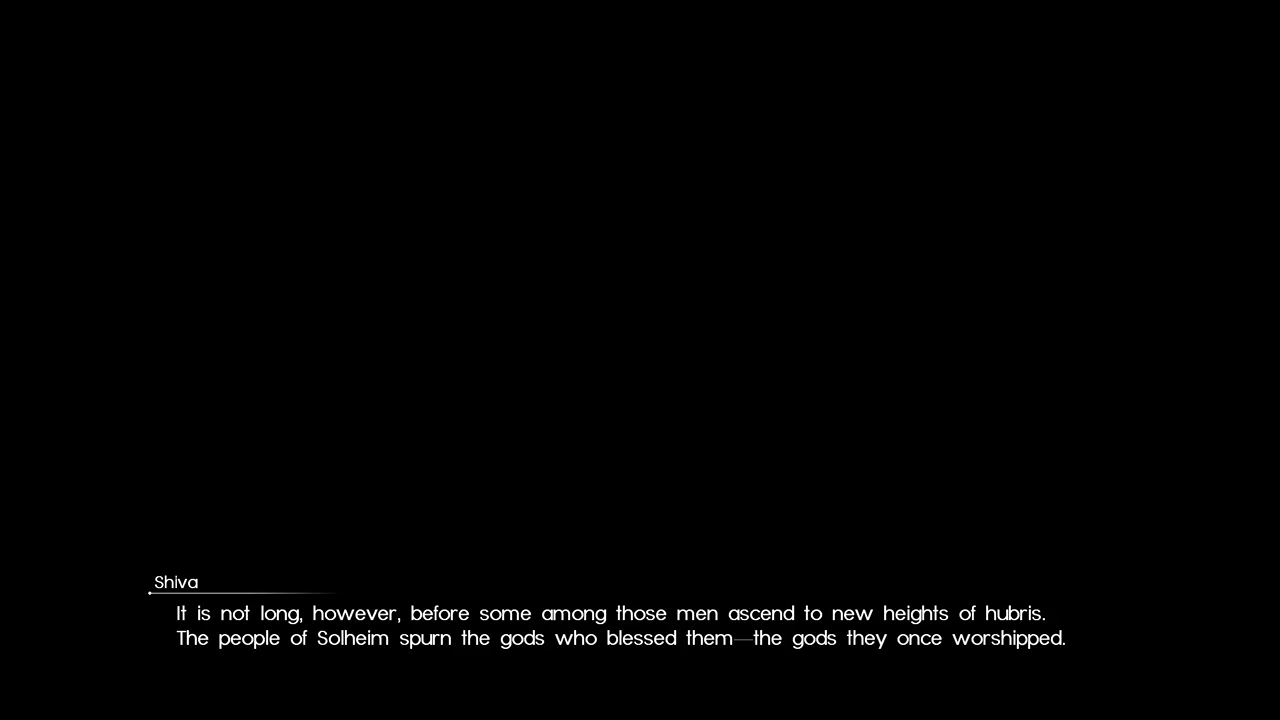 Shiva
It is not long, however, before some among those men ascend to new heights of hubris.
The people of Solheim spurn the gods who blessed them—the gods they once worshipped.